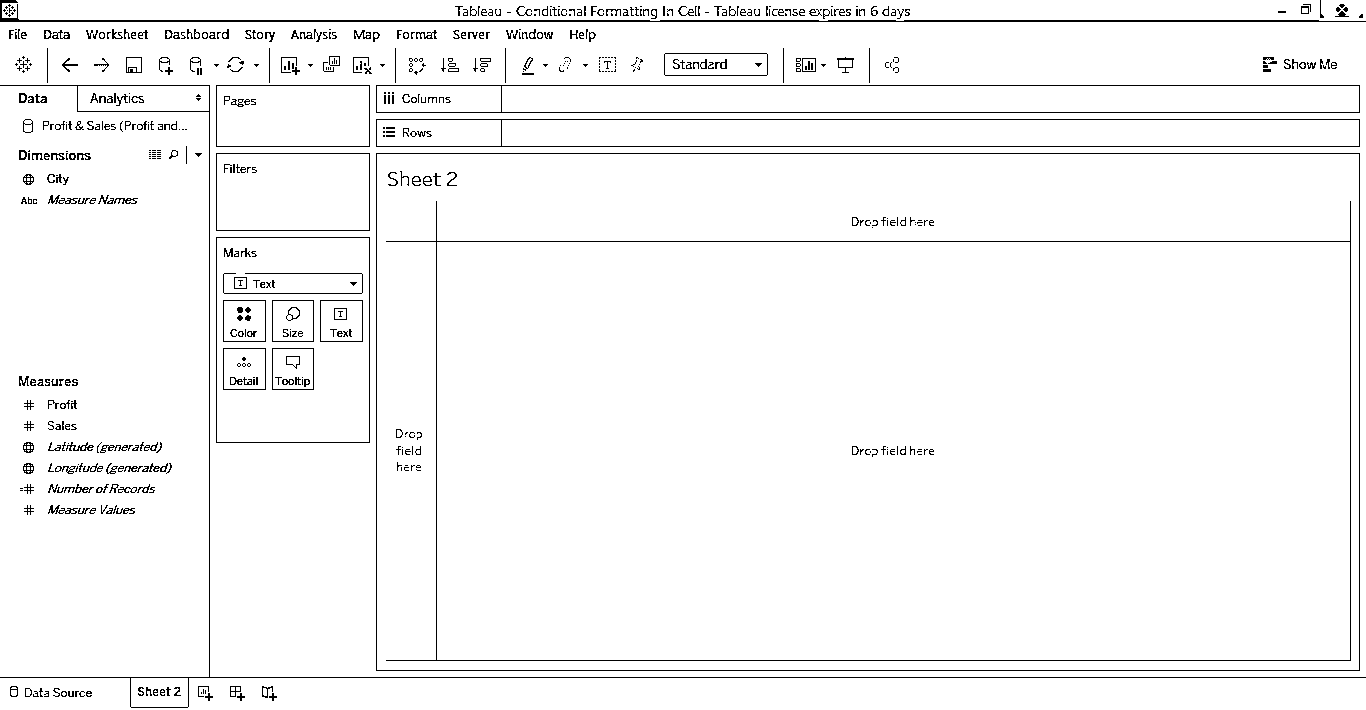 Tableau - Conditional Formatting In Cell - Tableau license expires in 6 days
File Data Worksheet Dashboard Story Analysis Map Format Server Window Help
Standard
Show Me
Data
Analytics
Profit & Sales (Profit and...
Dimensions
City
Abc Measure Names
Measures
# Profit
# Sales
Latitude (generated)
Longitude (generated)
=# Number of Records
# Measure Values
Pages
Filters
Marks
T Text
Color
Size
T
Text
Detail
Tooltip
Columns
Rows
Sheet 2
Drop field here
Drop
field
here
Drop field here
Data Source
Sheet 2